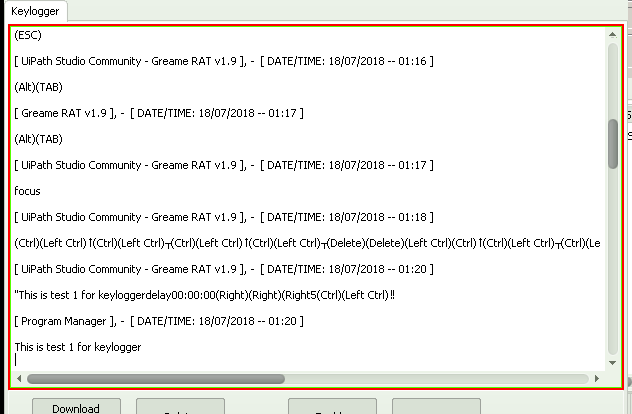 Keylogger
(ESC)
[ UiPath Studio Community - Greame RAT v1.9 ], - [ DATE/TIME: 18/07/2018 -- 01:16 ]
(Alt)(TAB)
[ Greame RAT v1.9 ], - [ DATE/TIME: 18/07/2018 -- 01:17 ]
(Alt)(TAB)
[ UiPath Studio Community - Greame RAT v1.9 ], - [ DATE/TIME: 18/07/2018 -- 01:17 ]
focus
[ UiPath Studio Community - Greame RAT v1.9 ], - [ DATE/TIME: 18/07/2018 -- 01:18 ]
(Ctrl)(Left Ctrl)↑(Ctrl)(Left Ctrl)┬(Ctrl)(Left Ctrl)↑(Ctrl)(Left Ctrl)┬(Delete)(Delete)(Left Ctrl)(Ctrl)↑(Ctrl)(Left Ctrl)┬(Ctrl)(Le
[ UiPath Studio Community - Greame RAT v1.9 ], - [ DATE/TIME: 18/07/2018 -- 01:20 ]
"This is test 1 for keyloggerdelay00:00:00(Right)(Right)(Right5(Ctrl)(Left Ctrl)‼
[ Program Manager ], - [ DATE/TIME: 18/07/2018 -- 01:20 ]
This is test 1 for keylogger
Download